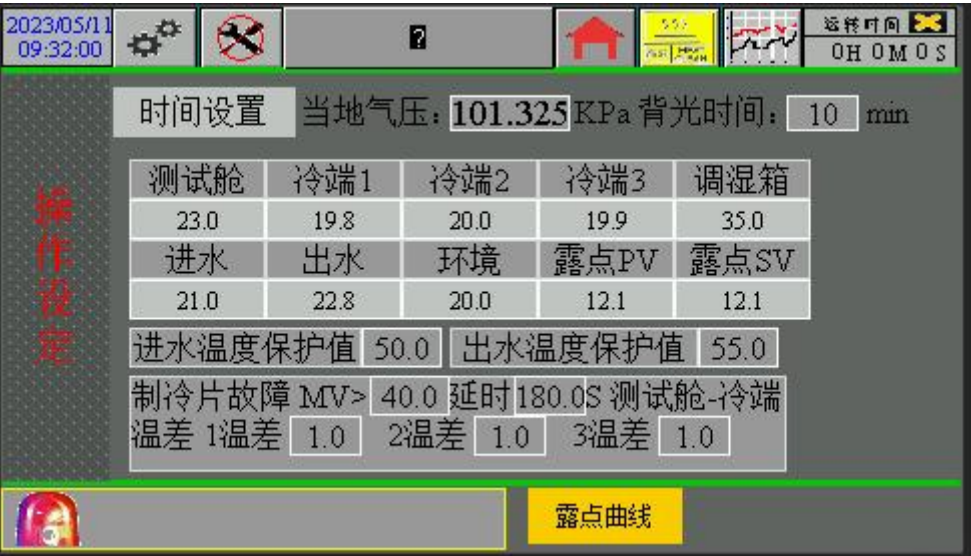 2023/05/11
09:32:00
?
运转时间
0H 0M 0S
时间设置 当地气压: 101.325 KPa 背光时间: 10 min
操作设定
测试舱 冷端1 冷端2 冷端3 调湿箱
23.0 19.8 20.0 19.9 35.0
进水 出水 环境 露点PV 露点SV
21.0 22.8 20.0 12.1 12.1
进水温度保护值 50.0 出水温度保护值 55.0
制冷片故障 MV> 40.0 延时 180.0S 测试舱-冷端
温差 1温差 1.0 2温差 1.0 3温差 1.0
露点曲线